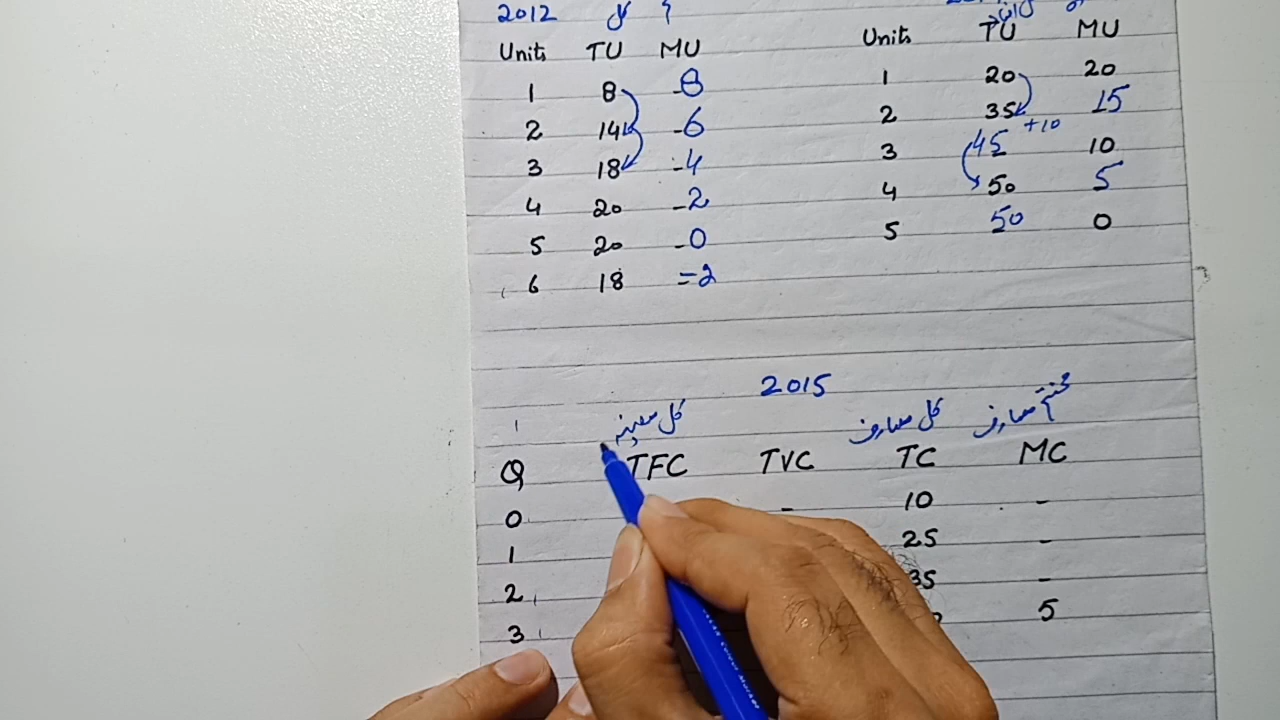 2012 کل
Units TU MU
1 8 -8
2 14 -6
3 18 -4
4 20 -2
5 20 -0
6 18 =2
Units TU MU
1 20 20
2 35 15
+10
3 45 10
4 50 5
5 50 0
2015
کل معینہ کل مصارف مختتم مصارف
Q TFC TVC TC MC
0 - 10 -
1 25 -
2 35 -
3 5